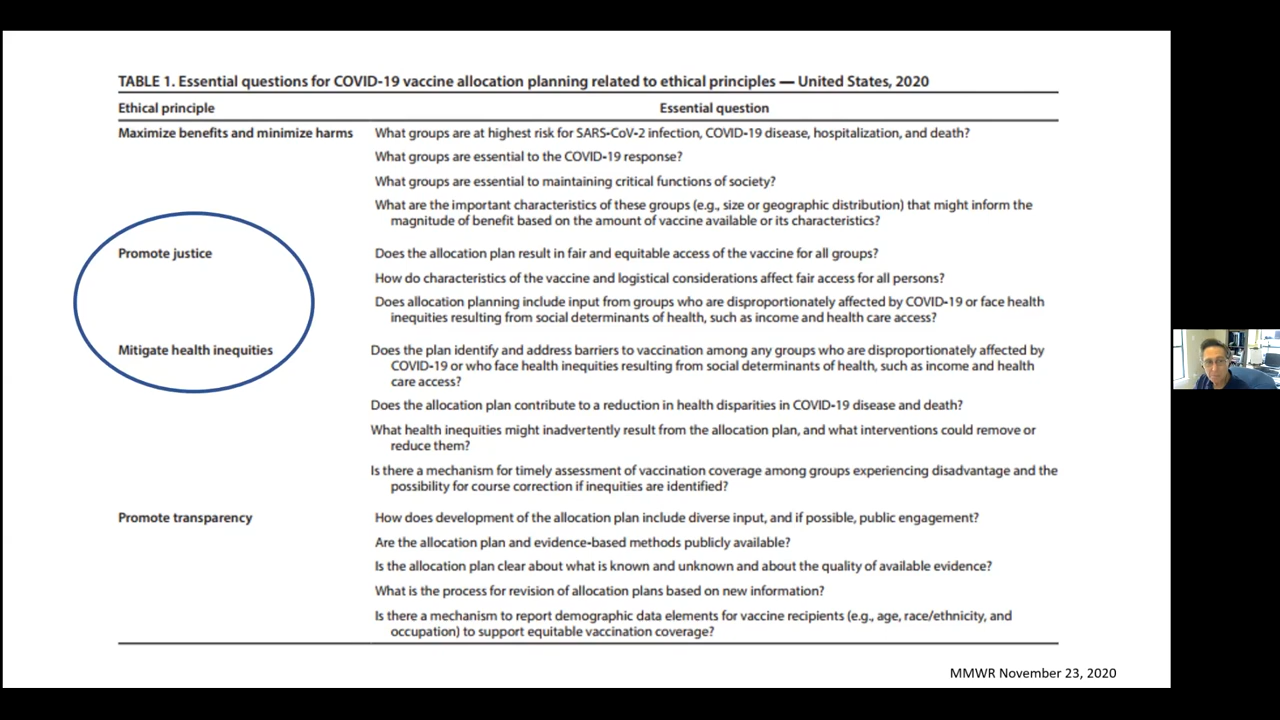 TABLE 1. Essential questions for COVID-19 vaccine allocation planning related to ethical principles — United States, 2020
Ethical principle Essential question
Maximize benefits and minimize harms What groups are at highest risk for SARS-CoV-2 infection, COVID-19 disease, hospitalization, and death?
What groups are essential to the COVID-19 response?
What groups are essential to maintaining critical functions of society?
What are the important characteristics of these groups (e.g., size or geographic distribution) that might inform the
magnitude of benefit based on the amount of vaccine available or its characteristics?
Promote justice Does the allocation plan result in fair and equitable access of the vaccine for all groups?
How do characteristics of the vaccine and logistical considerations affect fair access for all persons?
Does allocation planning include input from groups who are disproportionately affected by COVID-19 or face health
inequities resulting from social determinants of health, such as income and health care access?
Mitigate health inequities Does the plan identify and address barriers to vaccination among any groups who are disproportionately affected by
COVID-19 or who face health inequities resulting from social determinants of health, such as income and health
care access?
Does the allocation plan contribute to a reduction in health disparities in COVID-19 disease and death?
What health inequities might inadvertently result from the allocation plan, and what interventions could remove or
reduce them?
Is there a mechanism for timely assessment of vaccination coverage among groups experiencing disadvantage and the
possibility for course correction if inequities are identified?
Promote transparency How does development of the allocation plan include diverse input, and if possible, public engagement?
Are the allocation plan and evidence-based methods publicly available?
Is the allocation plan clear about what is known and unknown and about the quality of available evidence?
What is the process for revision of allocation plans based on new information?
Is there a mechanism to report demographic data elements for vaccine recipients (e.g., age, race/ethnicity, and
occupation) to support equitable vaccination coverage?
MMWR November 23, 2020